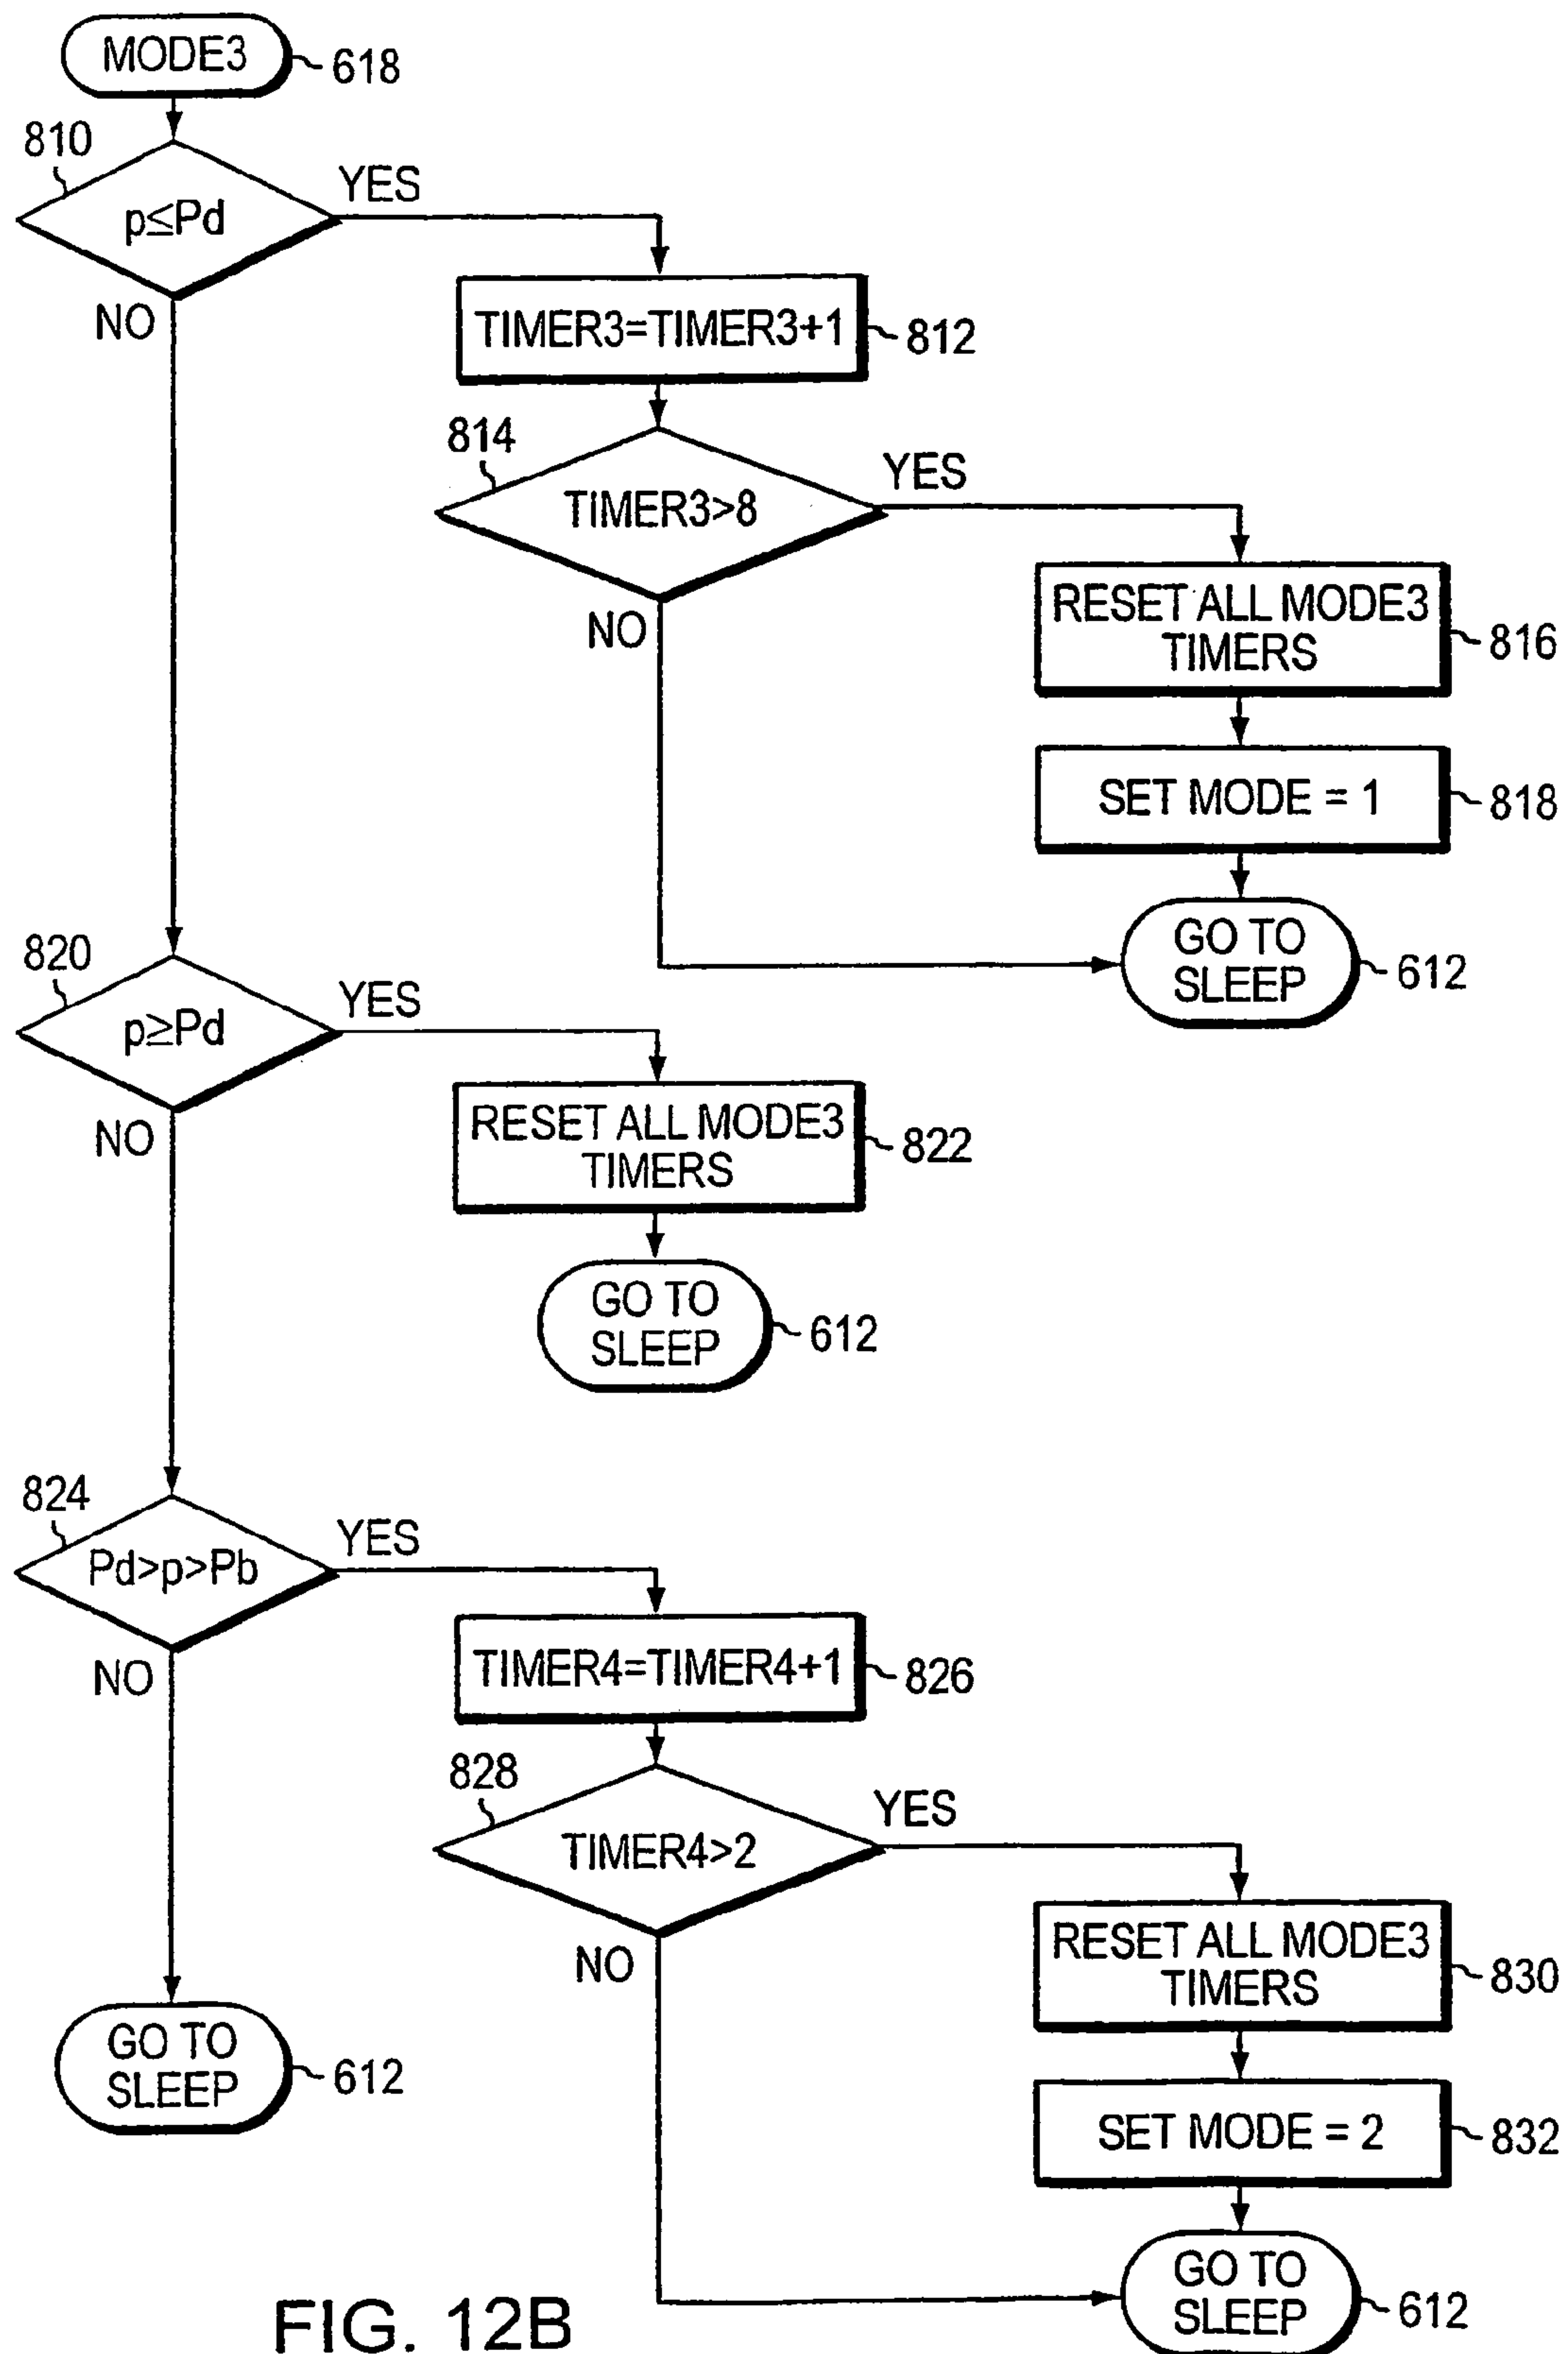 MODE3
618
810
p≤Pd
YES
NO
TIMER3=TIMER3+1
812
814
TIMER3>8
YES
NO
RESET ALL MODE3
TIMERS
816
SET MODE = 1
818
GO TO
SLEEP
612
820
p≥Pd
YES
NO
RESET ALL MODE3
TIMERS
822
GO TO
SLEEP
612
824
Pd>p>Pb
YES
NO
TIMER4=TIMER4+1
826
828
TIMER4>2
YES
NO
RESET ALL MODE3
TIMERS
830
GO TO
SLEEP
612
SET MODE = 2
832
GO TO
SLEEP
612
FIG. 12B